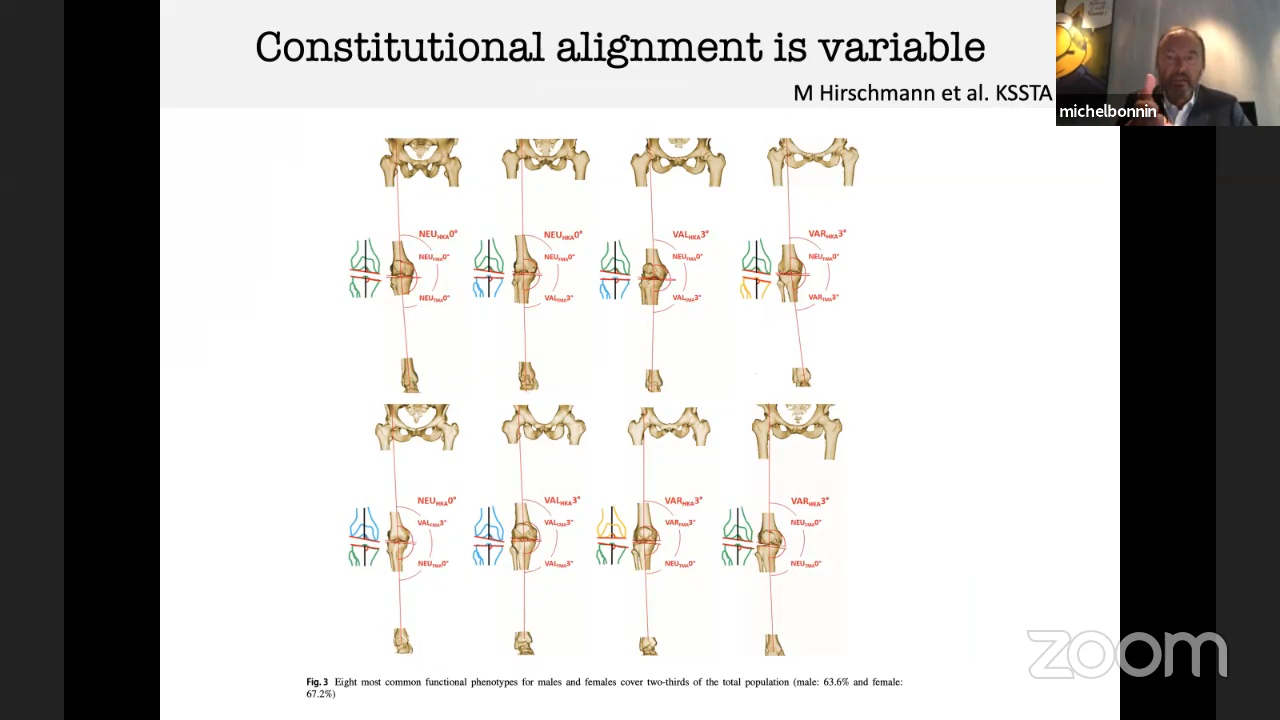 Constitutional alignment is variable
M Hirschmann et al. KSSTA
michelbonnin
NEU HKA 0°
NEU HKA 0°
VAL HKA 3°
VAR HKA 3°
NEU FMA 0°
NEU FMA 0°
NEU FMA 0°
NEU FMA 0°
NEU TMA 0°
VAL TMA 3°
VAL TMA 3°
VAR TMA 3°
NEU HKA 0°
VAL HKA 3°
VAR HKA 3°
VAR HKA 3°
VAL FMA 3°
VAL FMA 3°
VAR FMA 3°
NEU FMA 0°
NEU TMA 0°
VAL TMA 3°
NEU TMA 0°
NEU TMA 0°
zoom
Fig. 3 Eight most common functional phenotypes for males and females cover two-thirds of the total population (male: 63.6% and female:
67.2%)